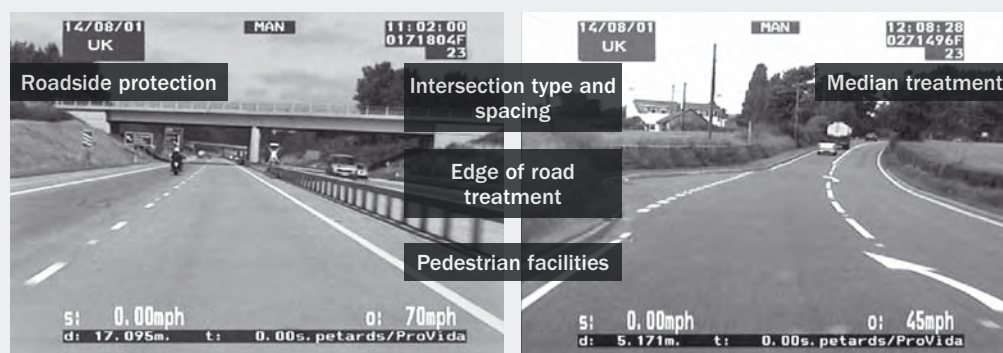 14/08/01
UK
MAN
11:02:00
0171804F
23
Roadside protection
s: 0.00mph
o: 70mph
d: 17.095m. t: 0.00s. petards/ProVida
Intersection type and
spacing
Edge of road
treatment
Pedestrian facilities
14/08/01
UK
MAN
12:08:28
0271496F
23
Median treatment
s: 0.00mph
o: 45mph
d: 5.171m. t: 0.00s. petards/ProVida